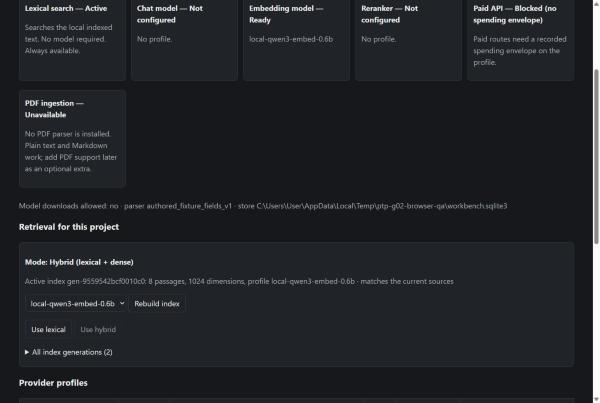 Lexical search — Active
Searches the local indexed
text. No model required.
Always available.
Chat model — Not
configured
No profile.
Embedding model —
Ready
local-qwen3-embed-0.6b
Reranker — Not
configured
No profile.
Paid API — Blocked (no
spending envelope)
Paid routes need a recorded
spending envelope on the
profile.
PDF ingestion —
Unavailable
No PDF parser is installed.
Plain text and Markdown
work; add PDF support later
as an optional extra.
Model downloads allowed: no · parser authored_fixture_fields_v1 · store C:\Users\User\AppData\Local\Temp\ptp-g02-browser-qa\workbench.sqlite3
Retrieval for this project
Mode: Hybrid (lexical + dense)
Active index gen-9559542bcf0010c0: 8 passages, 1024 dimensions, profile local-qwen3-embed-0.6b · matches the current sources
local-qwen3-embed-0.6b Rebuild index
Use lexical Use hybrid
All index generations (2)
Provider profiles